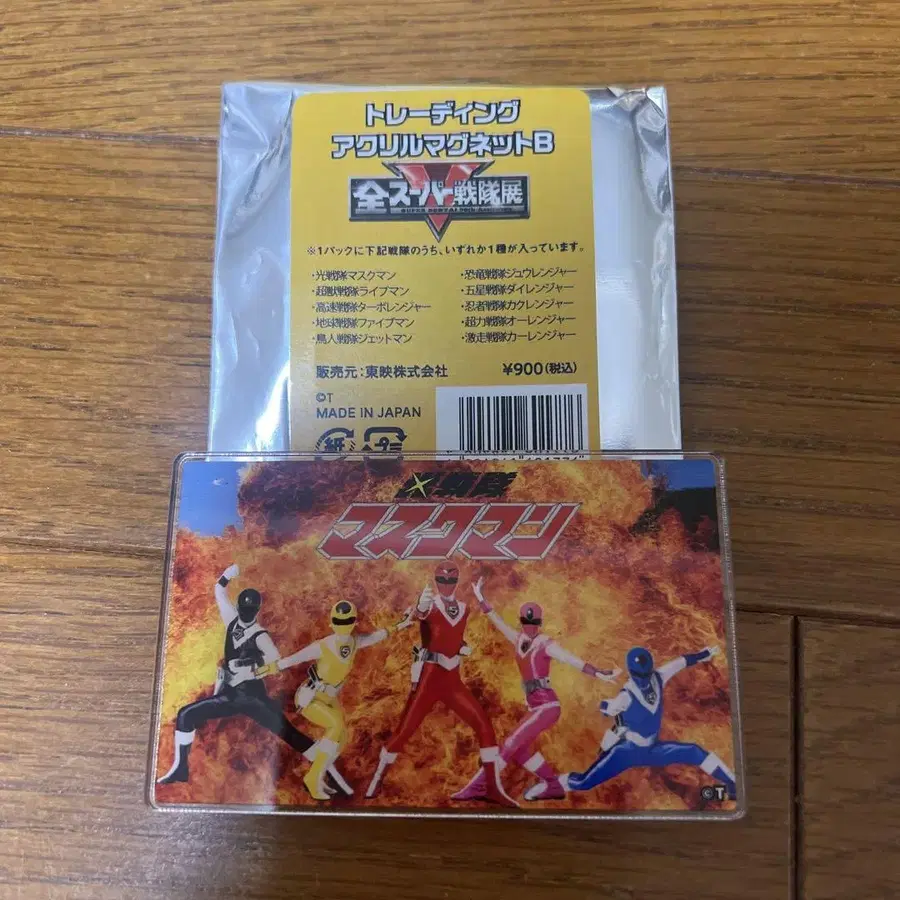 トレーディング
アクリルマグネットB
全スーパー戦隊展
※1パックに下記戦隊のうち、いずれか1種が入っています。
・光戦隊マスクマン
・超獣戦隊ライブマン
・高速戦隊ターボレンジャー
・地球戦隊ファイブマン
・鳥人戦隊ジェットマン
・恐竜戦隊ジュウレンジャー
・五星戦隊ダイレンジャー
・忍者戦隊カクレンジャー
・超力戦隊オーレンジャー
・激走戦隊カーレンジャー
販売元：東映株式会社
¥900(税込)
©T
MADE IN JAPAN
紙
プラ
マスクマン
©T